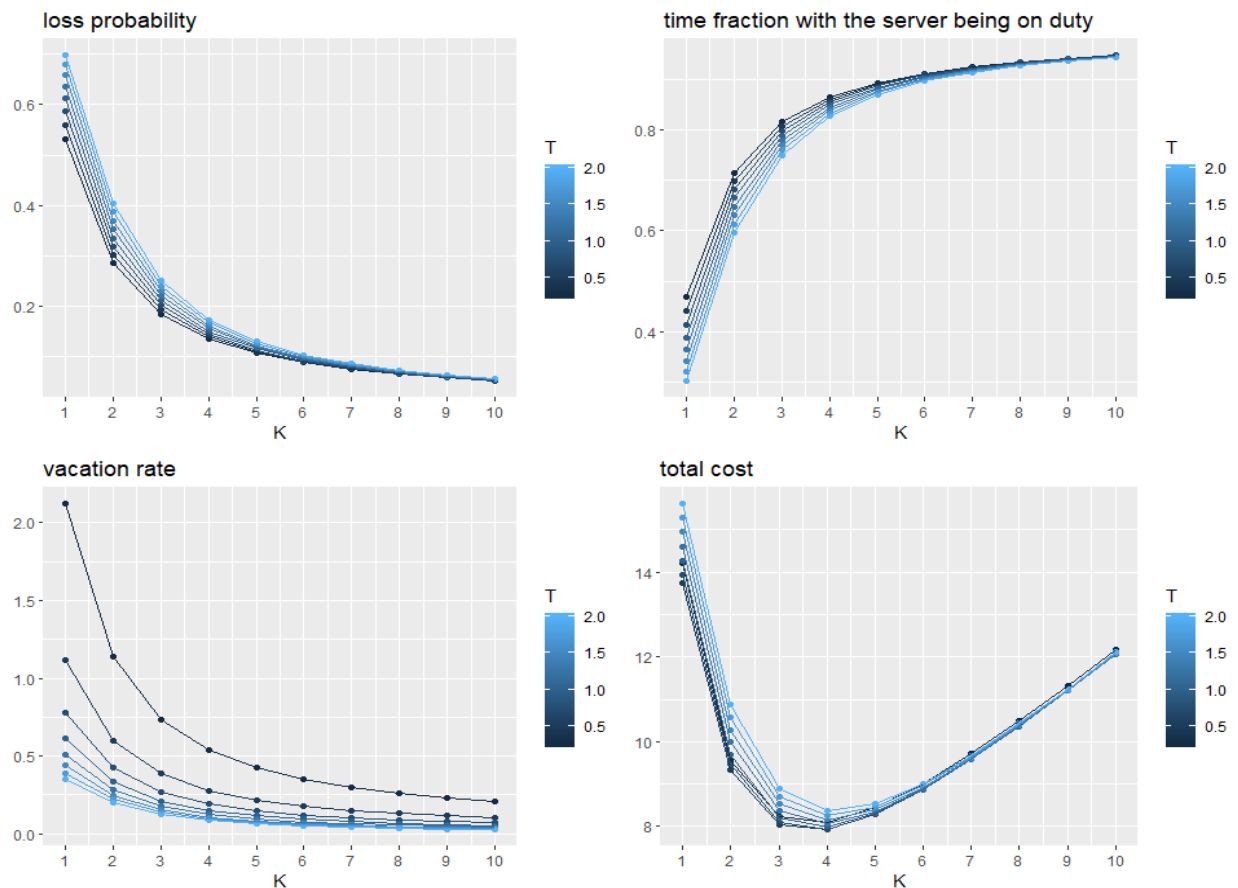 loss probability
0.6
0.4
0.2
1 2 3 4 5 6 7 8 9 10
K
T
2.0
1.5
1.0
0.5
time fraction with the server being on duty
0.8
0.6
0.4
1 2 3 4 5 6 7 8 9 10
K
T
2.0
1.5
1.0
0.5
vacation rate
2.0
1.5
1.0
0.5
0.0
1 2 3 4 5 6 7 8 9 10
K
T
2.0
1.5
1.0
0.5
total cost
14
12
10
8
1 2 3 4 5 6 7 8 9 10
K
T
2.0
1.5
1.0
0.5